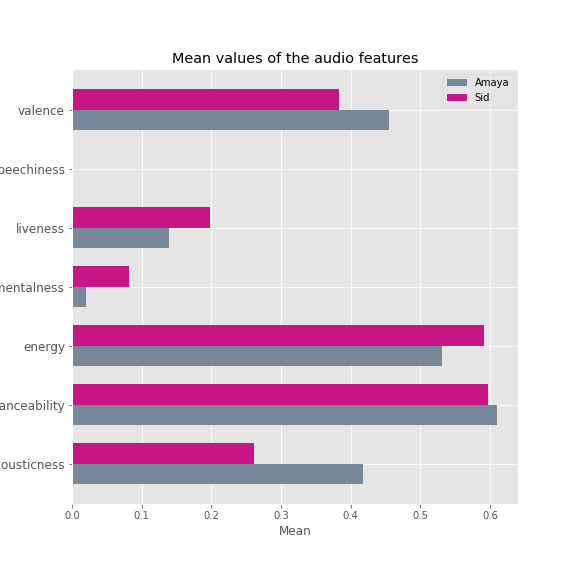 Mean values of the audio features
Amaya
Sid
valence
peechiness
liveness
mentalness
energy
anceability
cousticness
0.0 0.1 0.2 0.3 0.4 0.5 0.6
Mean